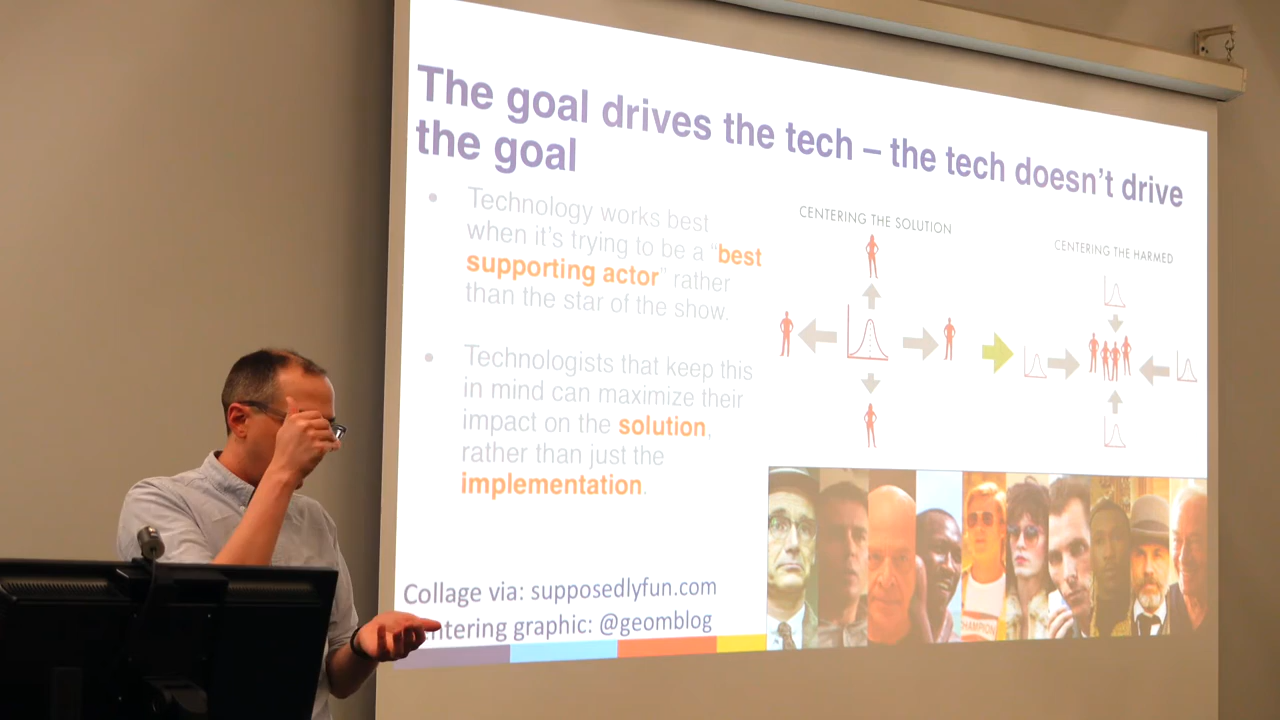 The goal drives the tech – the tech doesn't drive
the goal
• Technology works best
when it's trying to be a "best
supporting actor" rather
than the star of the show.
• Technologists that keep this
in mind can maximize their
impact on the solution,
rather than just the
implementation.
CENTERING THE SOLUTION
CENTERING THE HARMED
CHAMPION
Collage via: supposedlyfun.com
ntering graphic: @geomblog